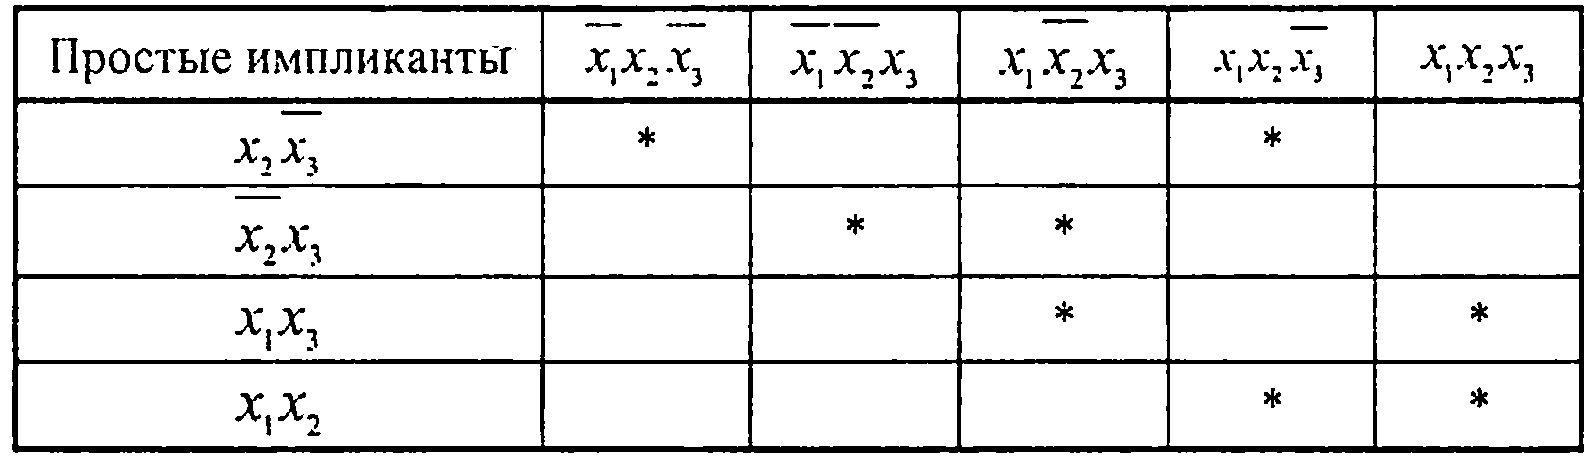 Простые импликанты x̅₁x₂x̅₃ x̅₁x̅₂x₃ x₁x̅₂x₃ x₁x₂x̅₃ x₁x₂x₃
x₂x̅₃ * *
x̅₂x₃ * *
x₁x₃ * *
x₁x₂ * *